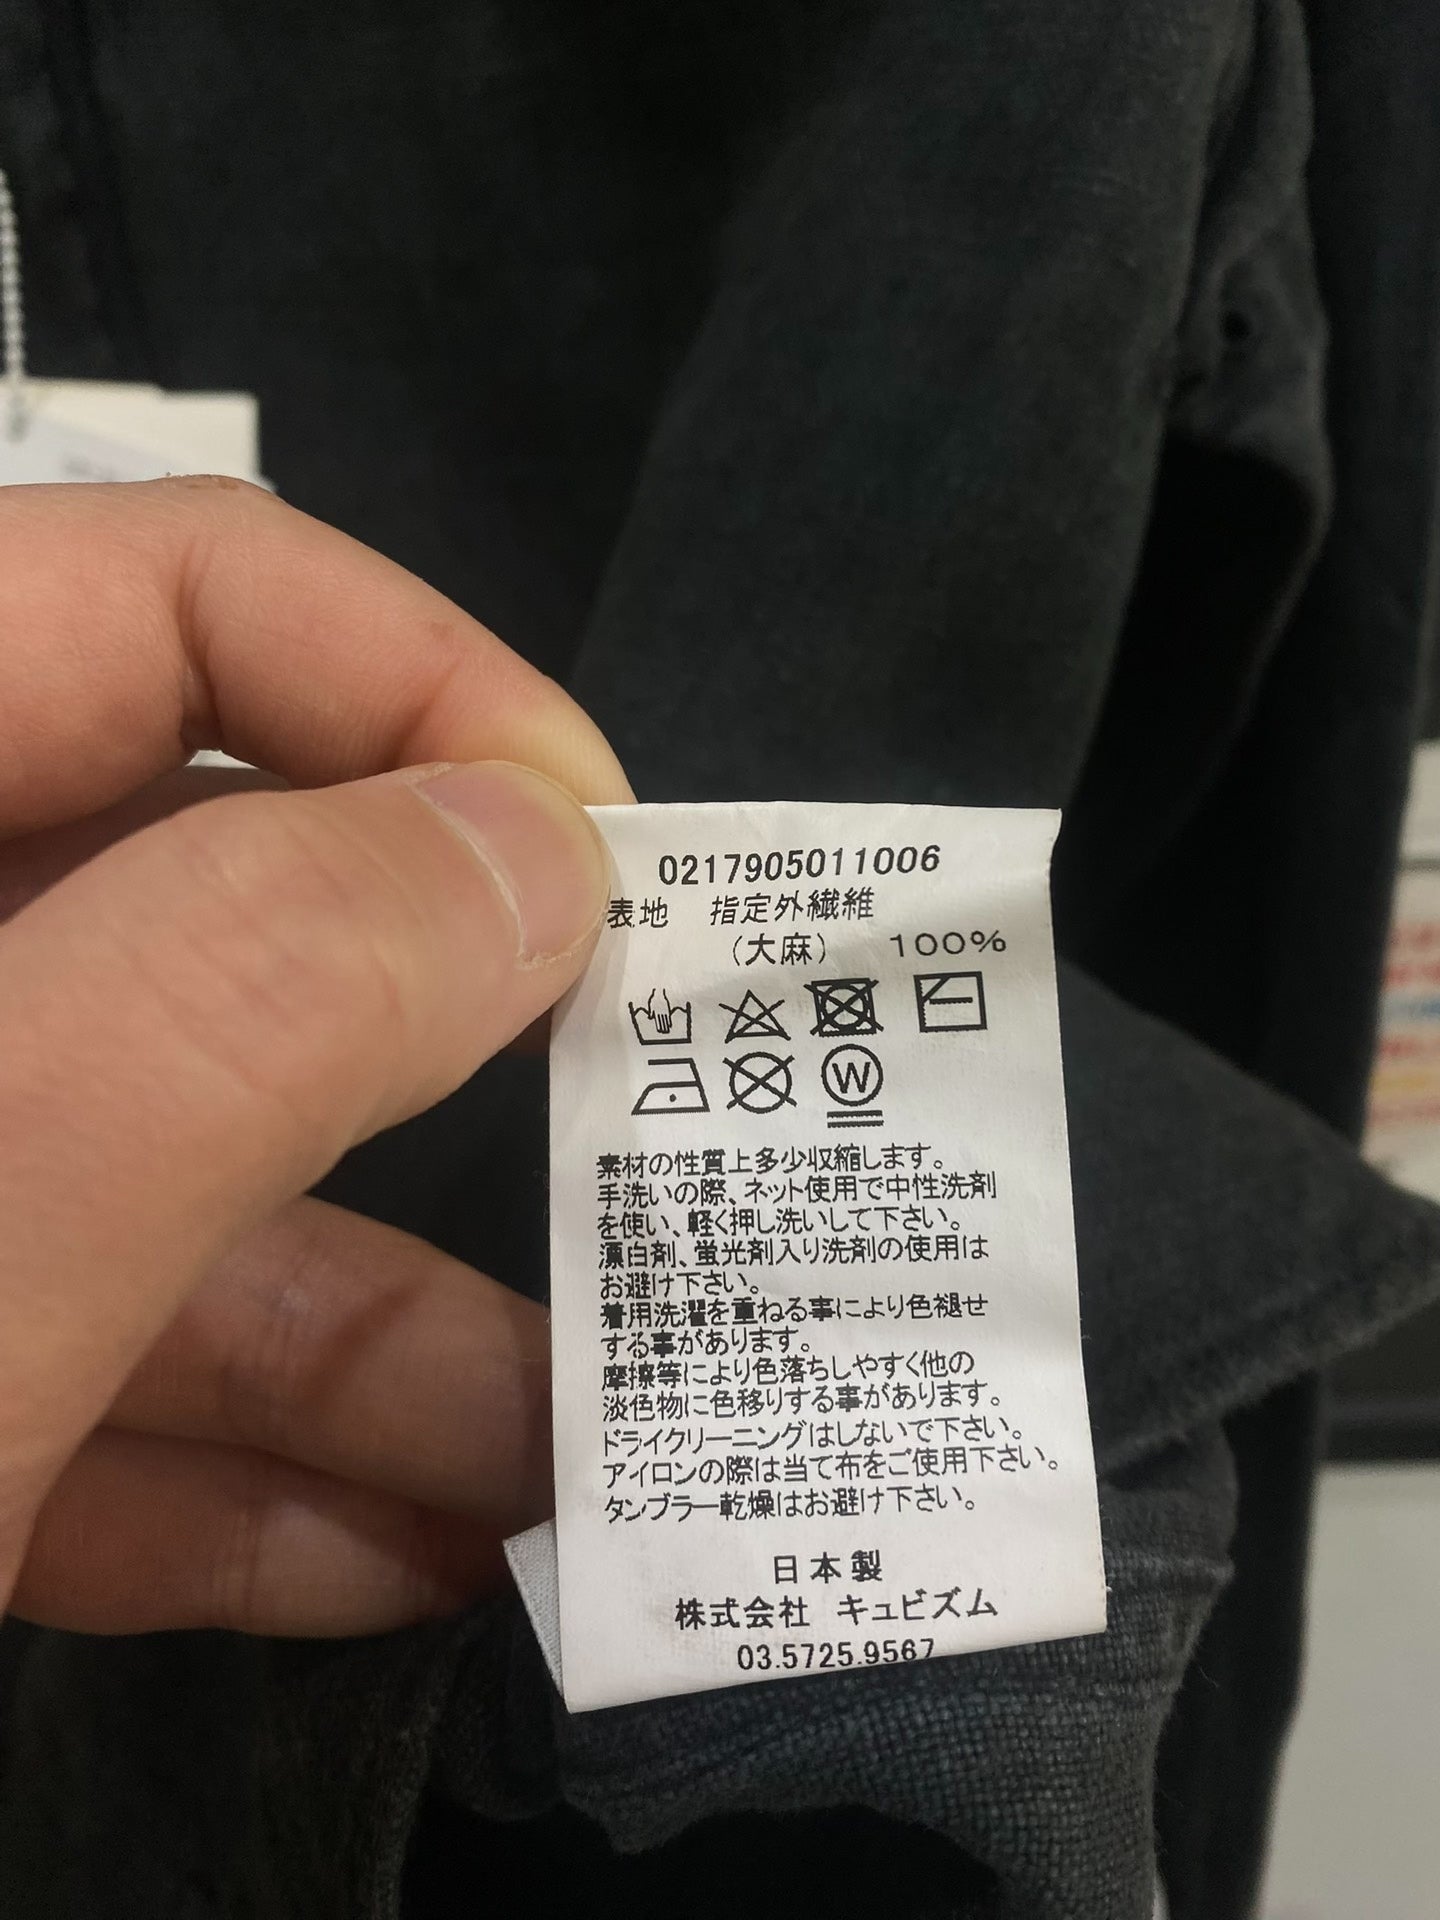 0217905011006
表地　指定外繊維
（大麻）　100%
W
素材の性質上多少収縮します。
手洗いの際、ネット使用で中性洗剤
を使い、軽く押し洗いして下さい。
漂白剤、蛍光剤入り洗剤の使用は
お避け下さい。
着用洗濯を重ねる事により色褪せ
する事があります。
摩擦等により色落ちしやすく他の
淡色物に色移りする事があります。
ドライクリーニングはしないで下さい。
アイロンの際は当て布をご使用下さい。
タンブラー乾燥はお避け下さい。
日本製
株式会社　キュビズム
03.5725.9567